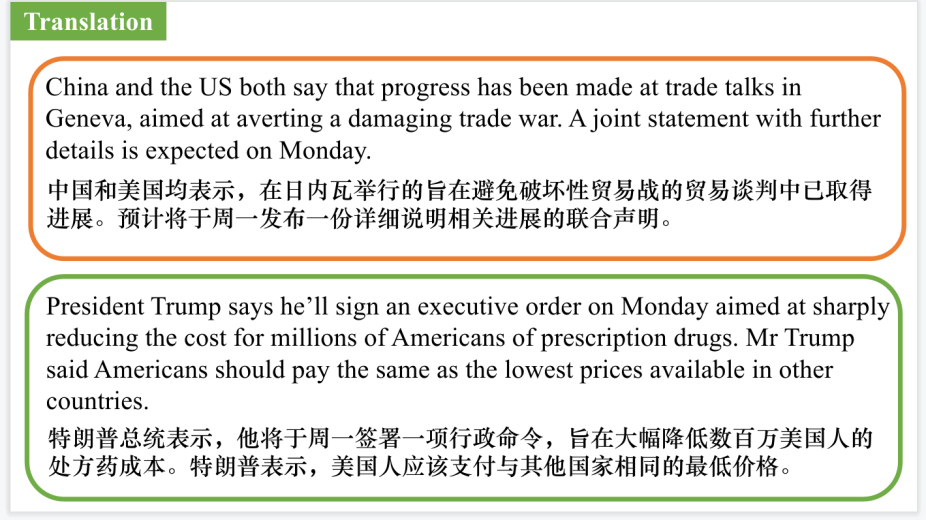 Translation
China and the US both say that progress has been made at trade talks in
Geneva, aimed at averting a damaging trade war. A joint statement with further
details is expected on Monday.
中国和美国均表示，在日内瓦举行的旨在避免破坏性贸易战的贸易谈判中已取得
进展。预计将于周一发布一份详细说明相关进展的联合声明。
President Trump says he’ll sign an executive order on Monday aimed at sharply
reducing the cost for millions of Americans of prescription drugs. Mr Trump
said Americans should pay the same as the lowest prices available in other
countries.
特朗普总统表示，他将于周一签署一项行政命令，旨在大幅降低数百万美国人的
处方药成本。特朗普表示，美国人应该支付与其他国家相同的最低价格。